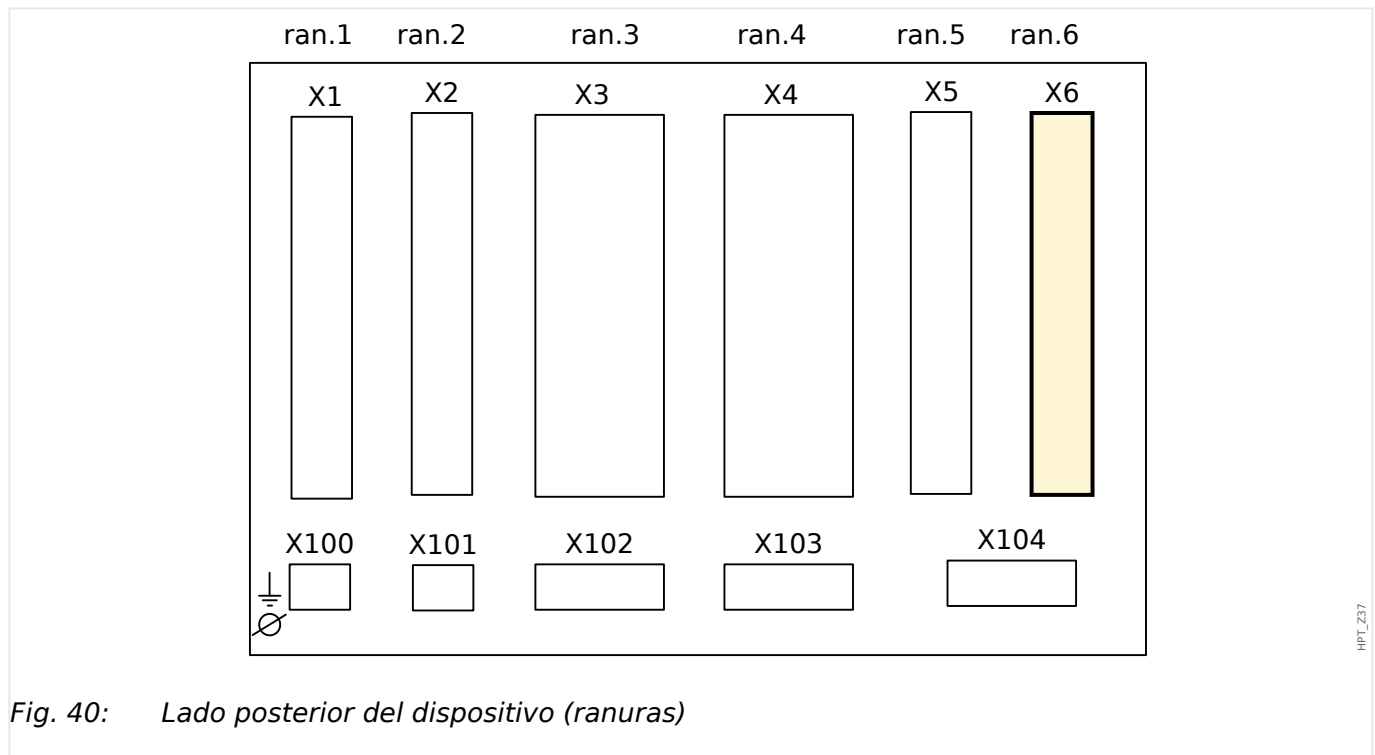 ran.1 ran.2 ran.3 ran.4 ran.5 ran.6
X1 X2 X3 X4 X5 X6
X100 X101 X102 X103 X104
HPT_Z37
Fig. 40: Lado posterior del dispositivo (ranuras)